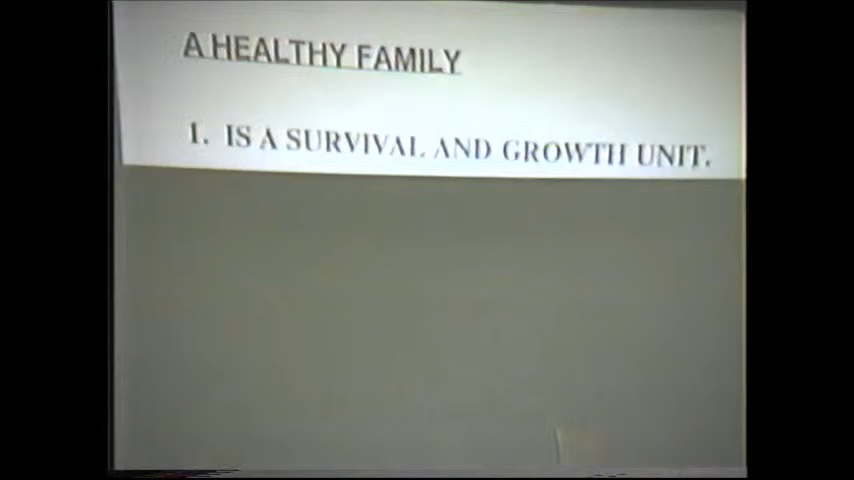 A HEALTHY FAMILY
1. IS A SURVIVAL AND GROWTH UNIT.